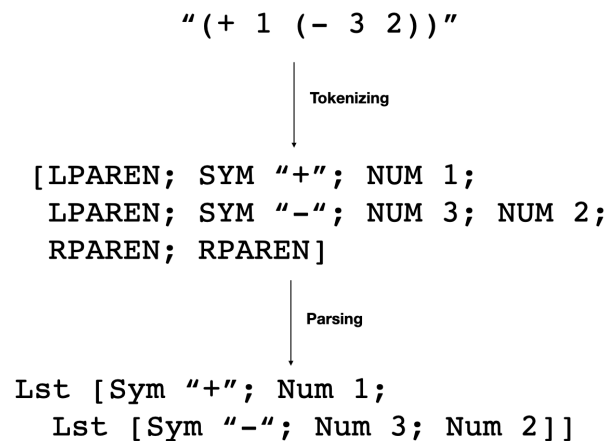 “(+ 1 (- 3 2))”
Tokenizing
[LPAREN; SYM “+”; NUM 1;
LPAREN; SYM “-“; NUM 3; NUM 2;
RPAREN; RPAREN]
Parsing
Lst [Sym “+”; Num 1;
Lst [Sym “-“; Num 3; Num 2]]